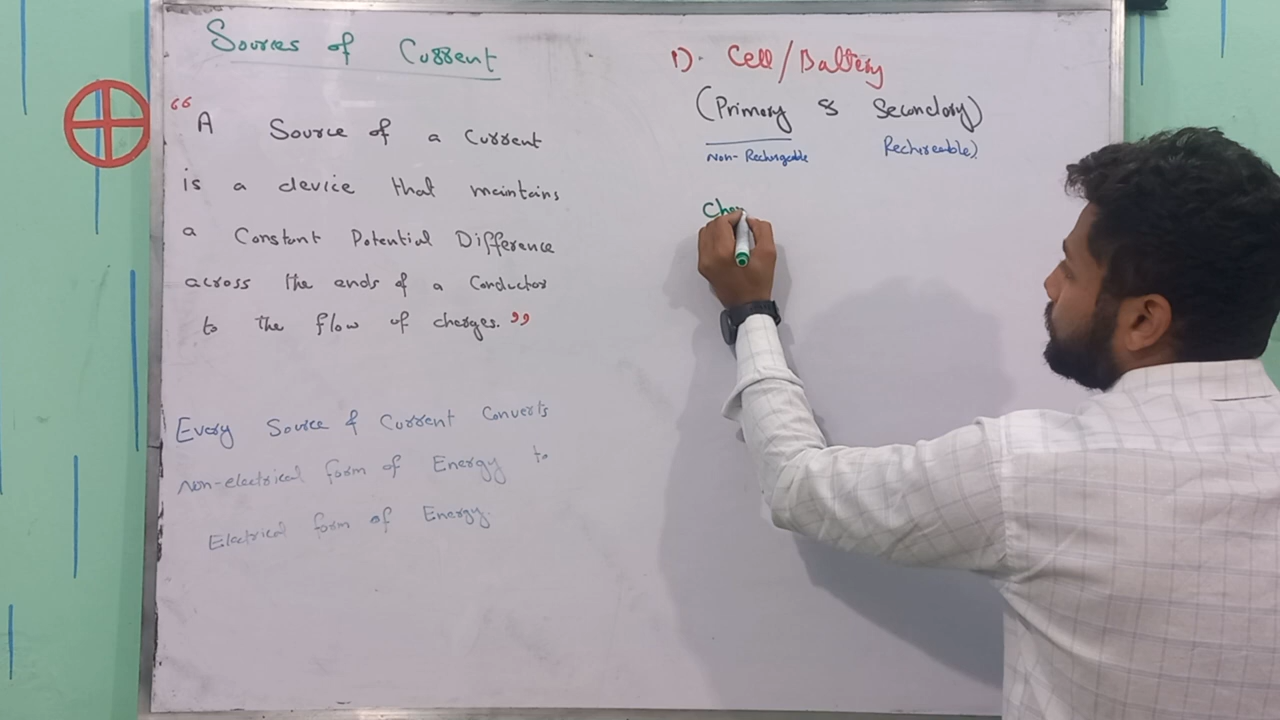 Sources of Current
“ A Source of a Current
is a device that maintains
a Constant Potential Difference
across the ends of a Conductor
to the flow of charges. ”
Every Source of Current Converts
non-electrical form of Energy to
Electrical form of Energy.
1). Cell/Battery
(Primary & Secondary)
Non-Rechargable
Che